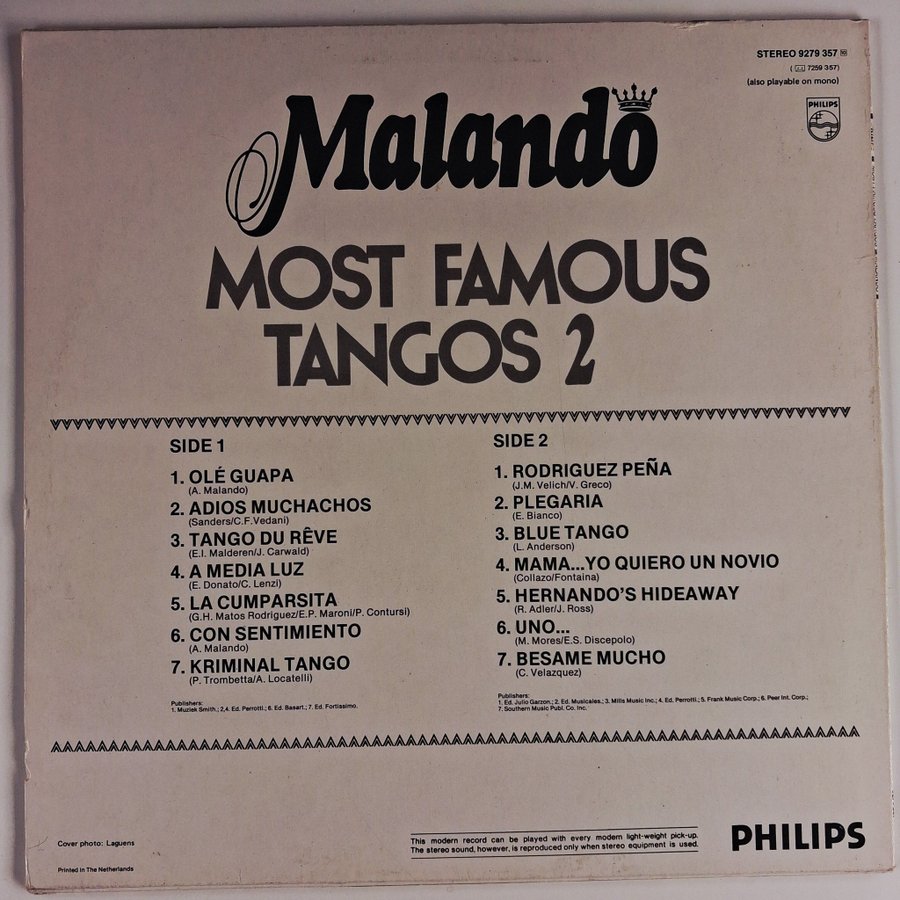 STEREO 9279 357
7259 357)
(also playable on mono)
PHILIPS
Malando
MOST FAMOUS
TANGOS 2
SIDE 1
1. OLÉ GUAPA
(A. Malando)
2. ADIOS MUCHACHOS
(Sanders/C.F.Vedani)
3. TANGO DU RÊVE
(E.I. Malderen/J. Carwald)
4. A MEDIA LUZ
(E. Donato/C. Lenzi)
5. LA CUMPARSITA
(G.H. Matos Rodriguez/E.P. Maroni/P. Contursi)
6. CON SENTIMIENTO
(A. Malando)
7. KRIMINAL TANGO
(P. Trombetta/A. Locatelli)
Publishers:
1. Muziek Smith.; 2,4. Ed. Perrotti.; 6. Ed. Basart.; 7. Ed. Fortissimo.
SIDE 2
1. RODRIGUEZ PEÑA
(J.M. Velich/V. Greco)
2. PLEGARIA
(E. Bianco)
3. BLUE TANGO
(L. Anderson)
4. MAMA...YO QUIERO UN NOVIO
(Collazo/Fontaina)
5. HERNANDO'S HIDEAWAY
(R. Adler/J. Ross)
6. UNO...
(M. Mores/E.S. Discepolo)
7. BESAME MUCHO
(C. Velazquez)
Publishers:
1. Ed. Julio Garzon.; 2. Ed. Musicales.; 3. Mills Music Inc.; 4. Ed. Perrotti.; 5. Frank Music Corp.; 6. Peer Int. Corp.;
7. Southern Music Publ. Co. Inc.
Cover photo: Laguens
Printed in The Netherlands
This modern record can be played with every modern light-weight pick-up.
The stereo sound, however, is reproduced only when stereo equipment is used.
PHILIPS